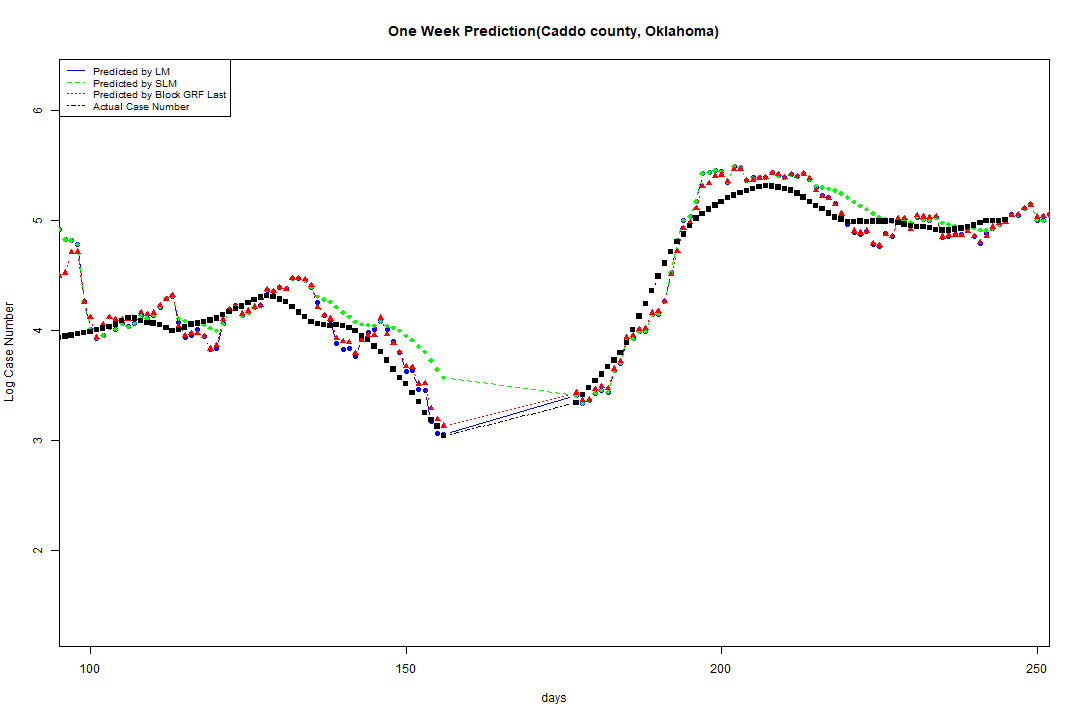 One Week Prediction(Caddo county, Oklahoma)
Predicted by LM
Predicted by SLM
Predicted by Block GRF Last
Actual Case Number
6
5
4
3
2
Log Case Number
100
150
200
250
days